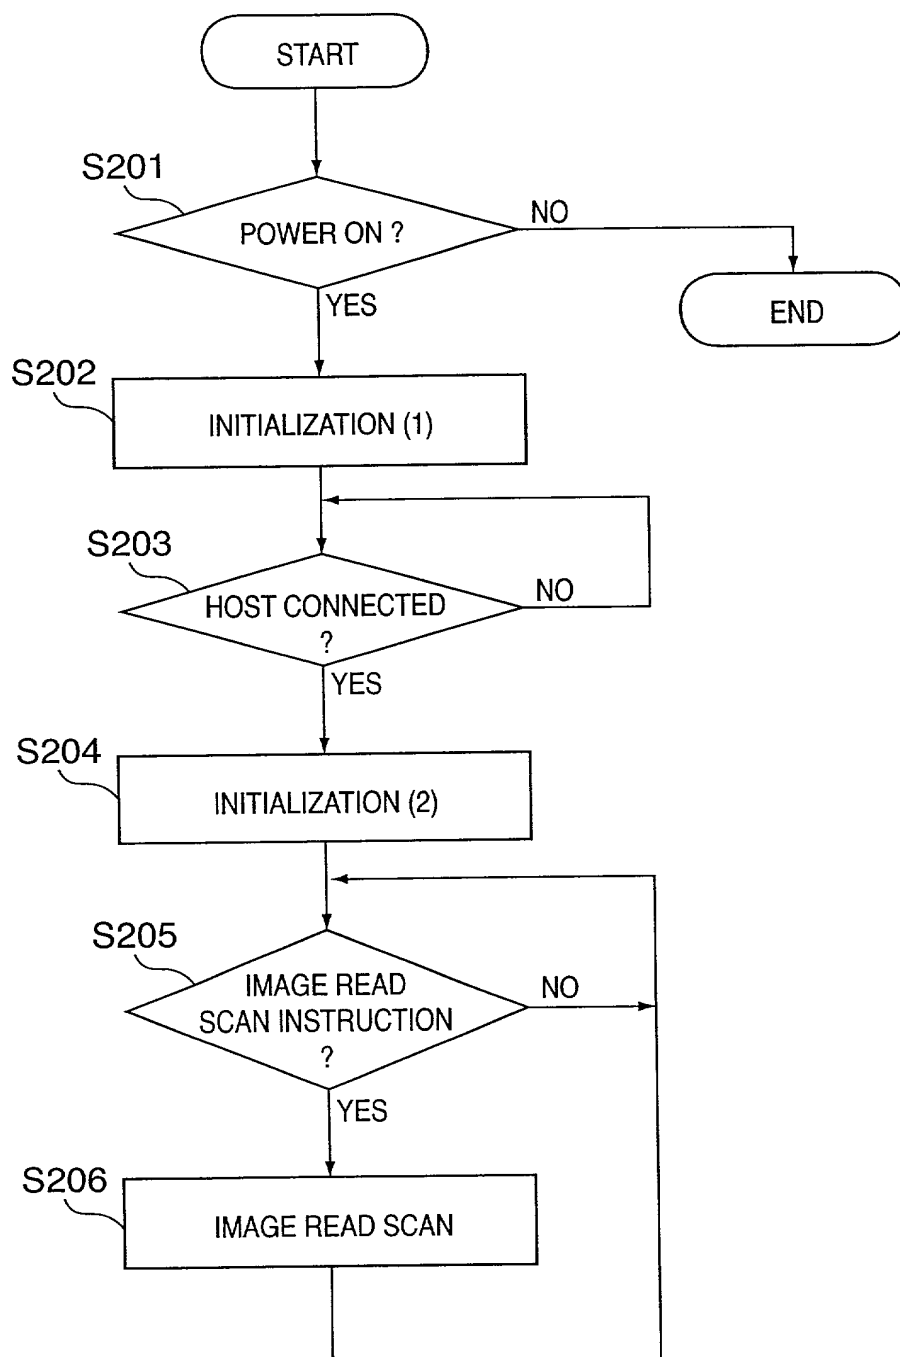 START
S201
POWER ON ?
NO
YES
END
S202
INITIALIZATION (1)
S203
HOST CONNECTED
?
NO
YES
S204
INITIALIZATION (2)
S205
IMAGE READ
SCAN INSTRUCTION
?
NO
YES
S206
IMAGE READ SCAN